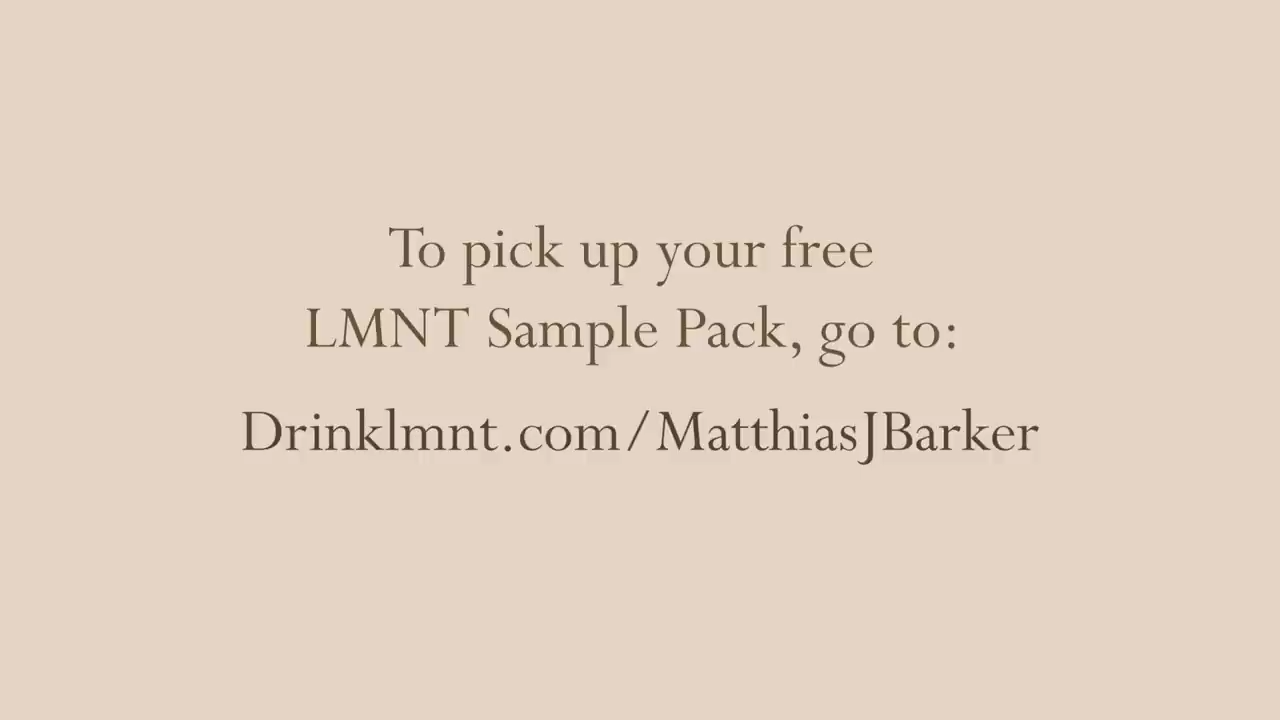 To pick up your free
LMNT Sample Pack, go to:
Drinklmnt.com/MatthiasJBarker